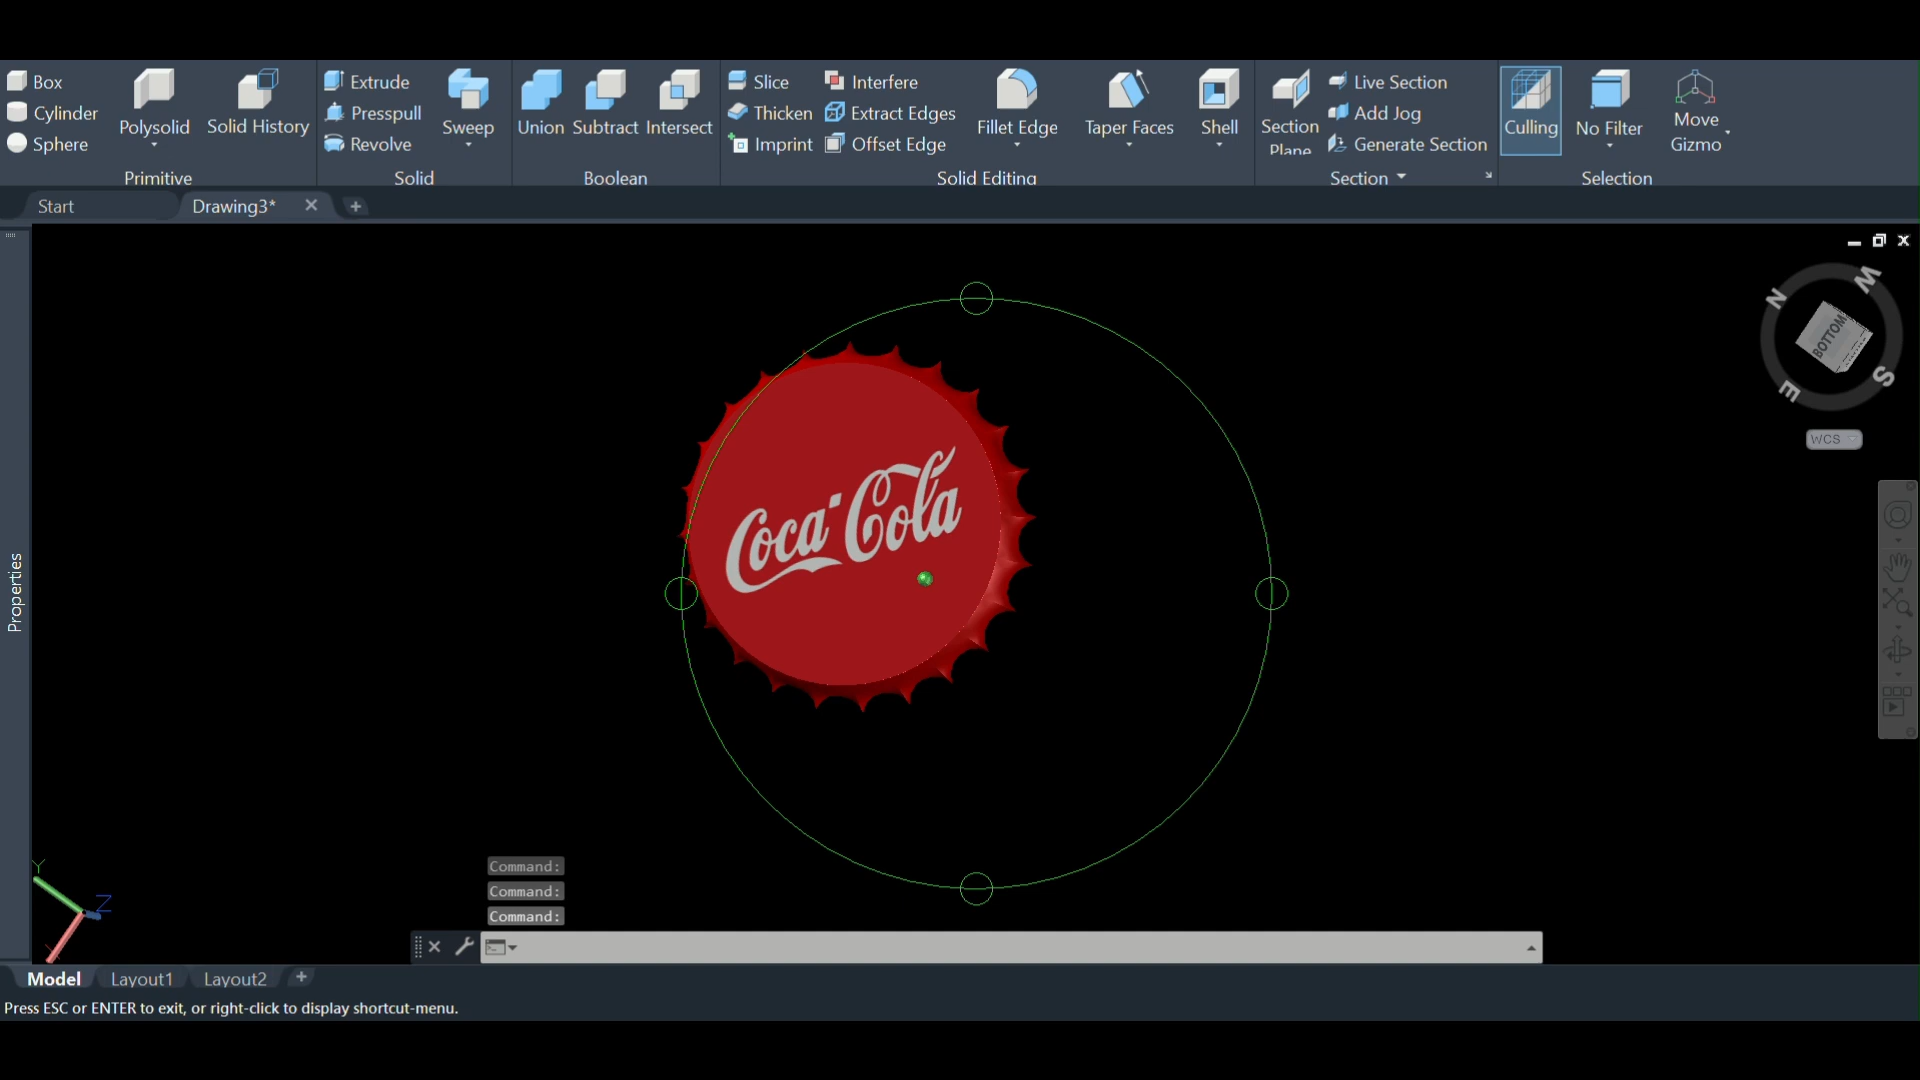 Box
Cylinder
Sphere
Polysolid
Solid History
Primitive
Extrude
Presspull
Revolve
Sweep
Solid
Union
Subtract
Intersect
Boolean
Slice
Thicken
Imprint
Interfere
Extract Edges
Offset Edge
Fillet Edge
Taper Faces
Shell
Solid Editing
Section
Plane
Live Section
Add Jog
Generate Section
Section
Culling
No Filter
Move
Gizmo
Selection
Start
Drawing3*
N
W
S
E
BOTTOM
WCS
Properties
Coca-Cola
Y
Z
X
Command:
Command:
Command:
Model
Layout1
Layout2
Press ESC or ENTER to exit, or right-click to display shortcut-menu.